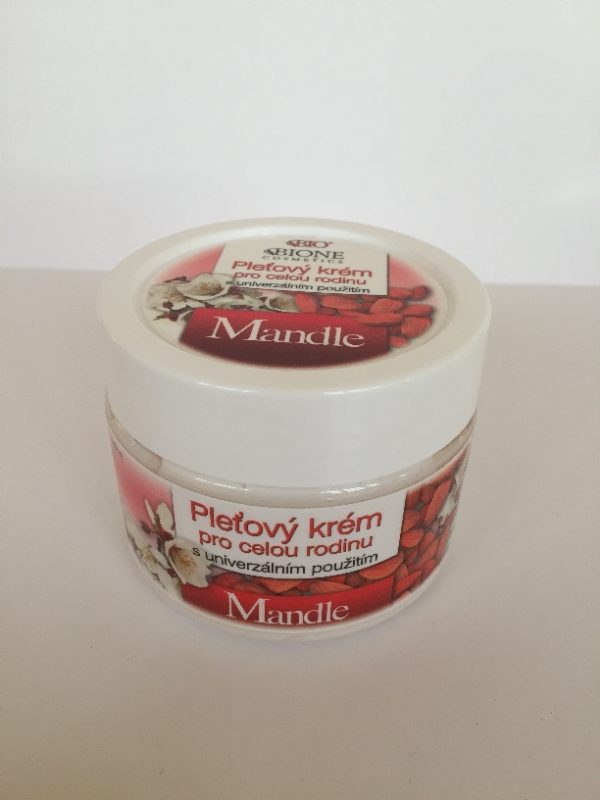 BIO
BIONE
COSMETICS
Pleťový krém
pro celou rodinu
s univerzálním použitím
Mandle
Pleťový krém
pro celou rodinu
s univerzálním použitím
Mandle